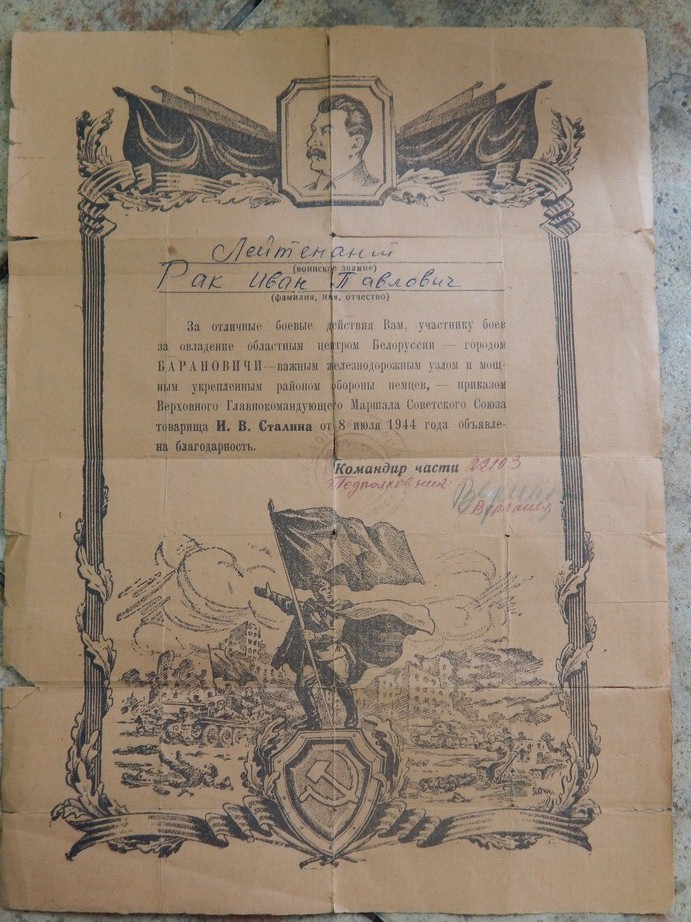 Лейтенант
(воинское звание)
Рак Иван Павлович
(фамилия, имя, отчество)
За отличные боевые действия Вам, участнику боев
за овладение областным центром Белоруссии — городом
БАРАНОВИЧИ—важным железнодорожным узлом и мощ-
ным укрепленным районом обороны немцев, — приказом
Верховного Главнокомандующего Маршала Советского Союза
товарища И. В. Сталина от 8 июля 1944 года объявле-
на благодарность.
Командир части 22103
Подполковник